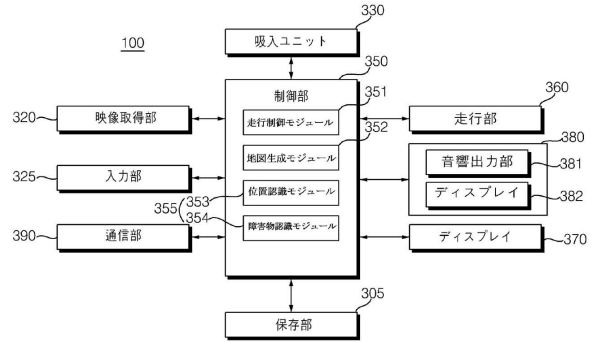 330
吸入ユニット
100
350
制御部
351
走行制御モジュール
352
地図生成モジュール
353
位置認識モジュール
355
354
障害物認識モジュール
320
映像取得部
325
入力部
390
通信部
360
走行部
380
音響出力部
381
ディスプレイ
382
ディスプレイ
370
305
保存部